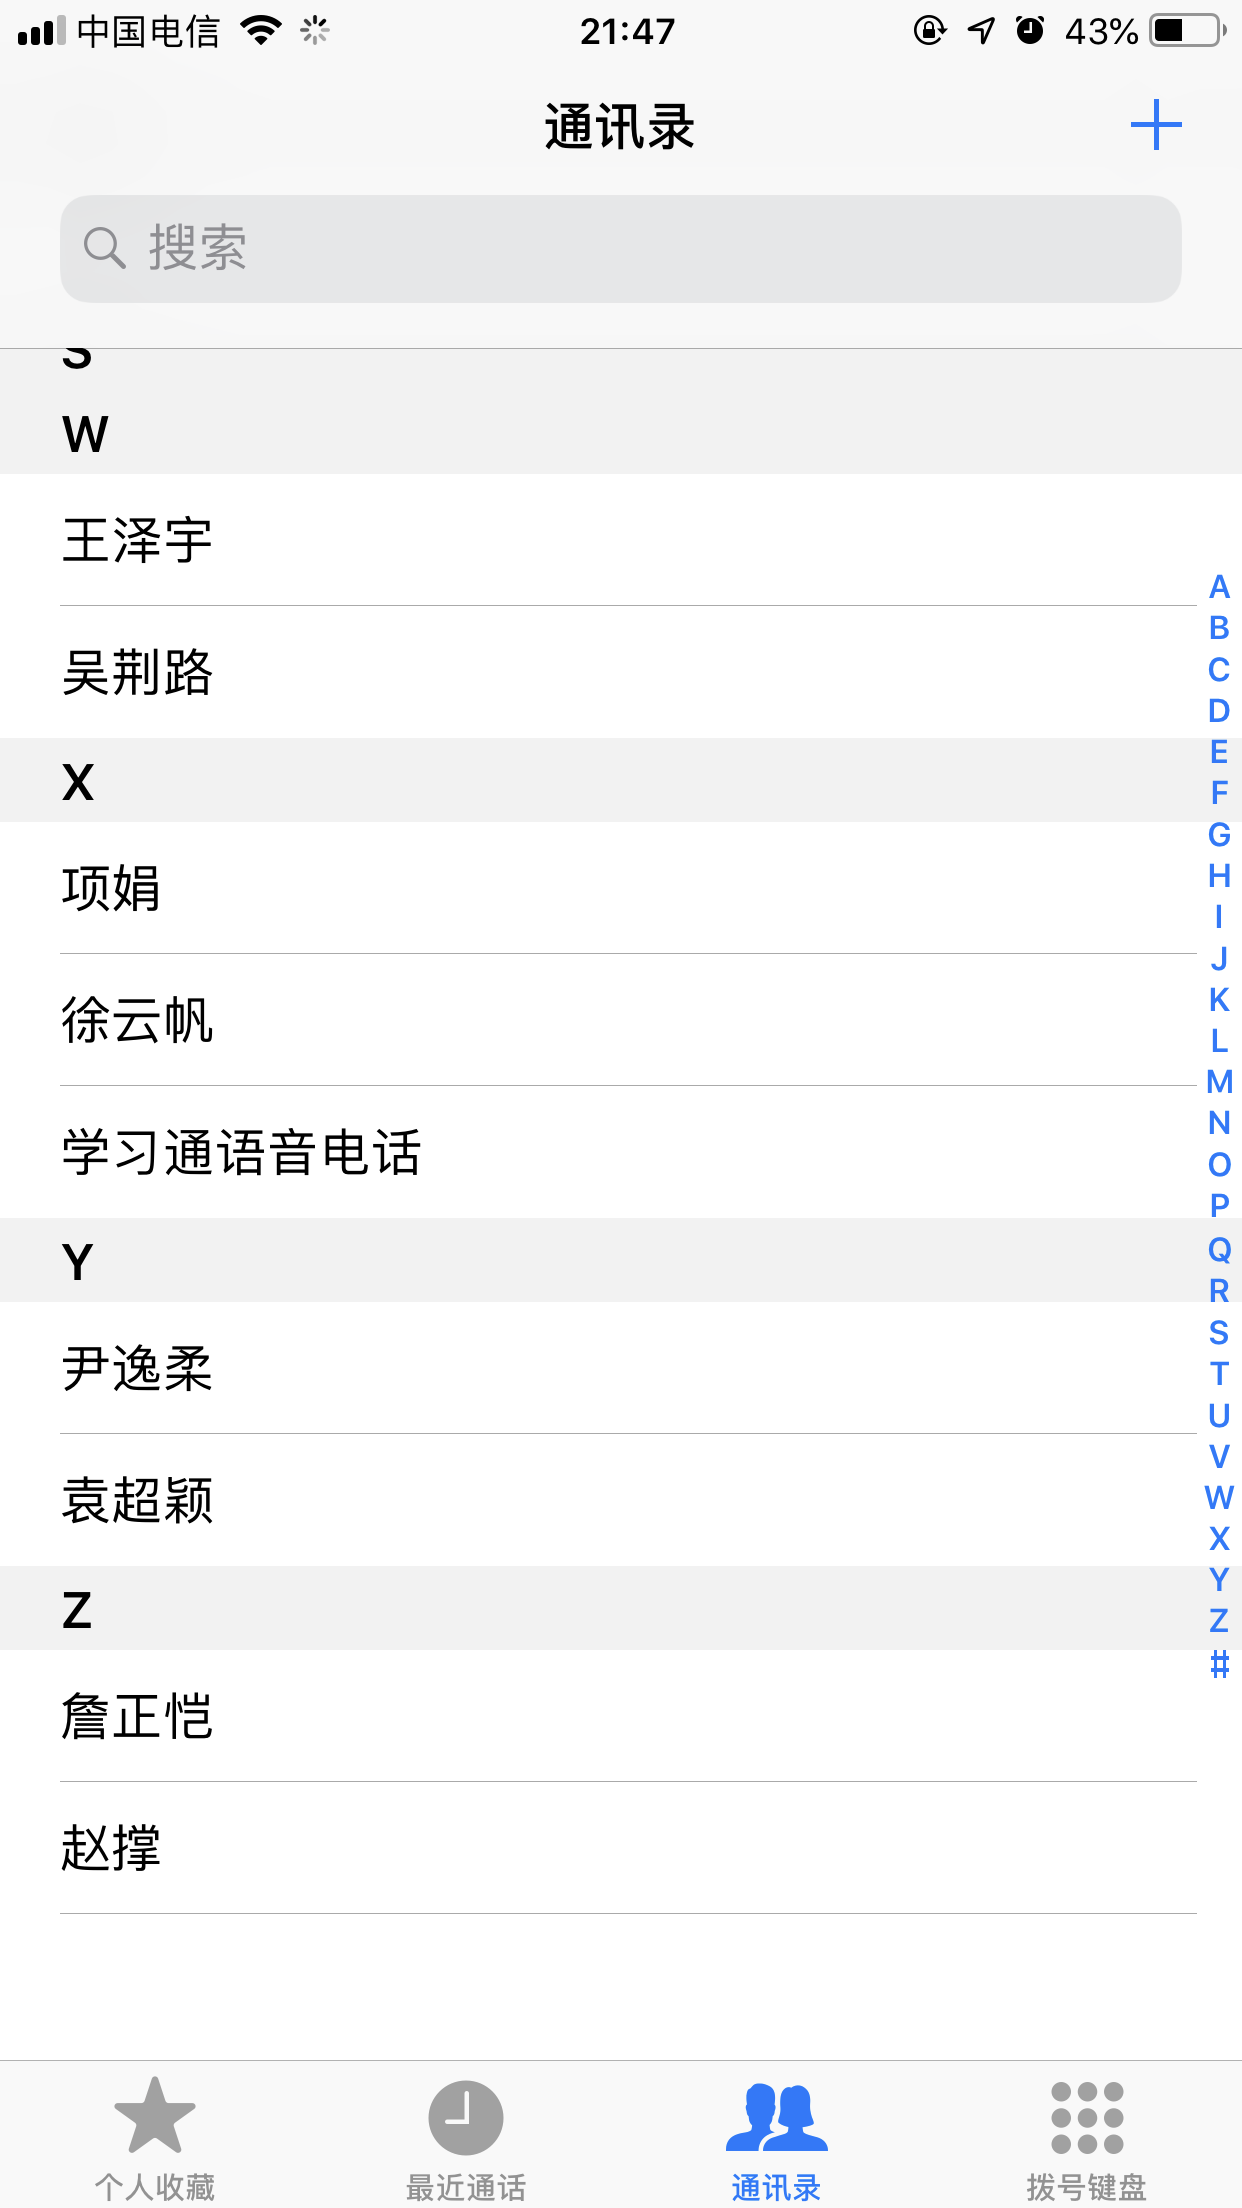 中国电信 21:47 43%
通讯录
搜索
S
W
王泽宇
吴荆路
X
项娟
徐云帆
学习通语音电话
Y
尹逸柔
袁超颖
Z
詹正恺
赵撑
A
B
C
D
E
F
G
H
I
J
K
L
M
N
O
P
Q
R
S
T
U
V
W
X
Y
Z
#
个人收藏 最近通话 通讯录 拨号键盘